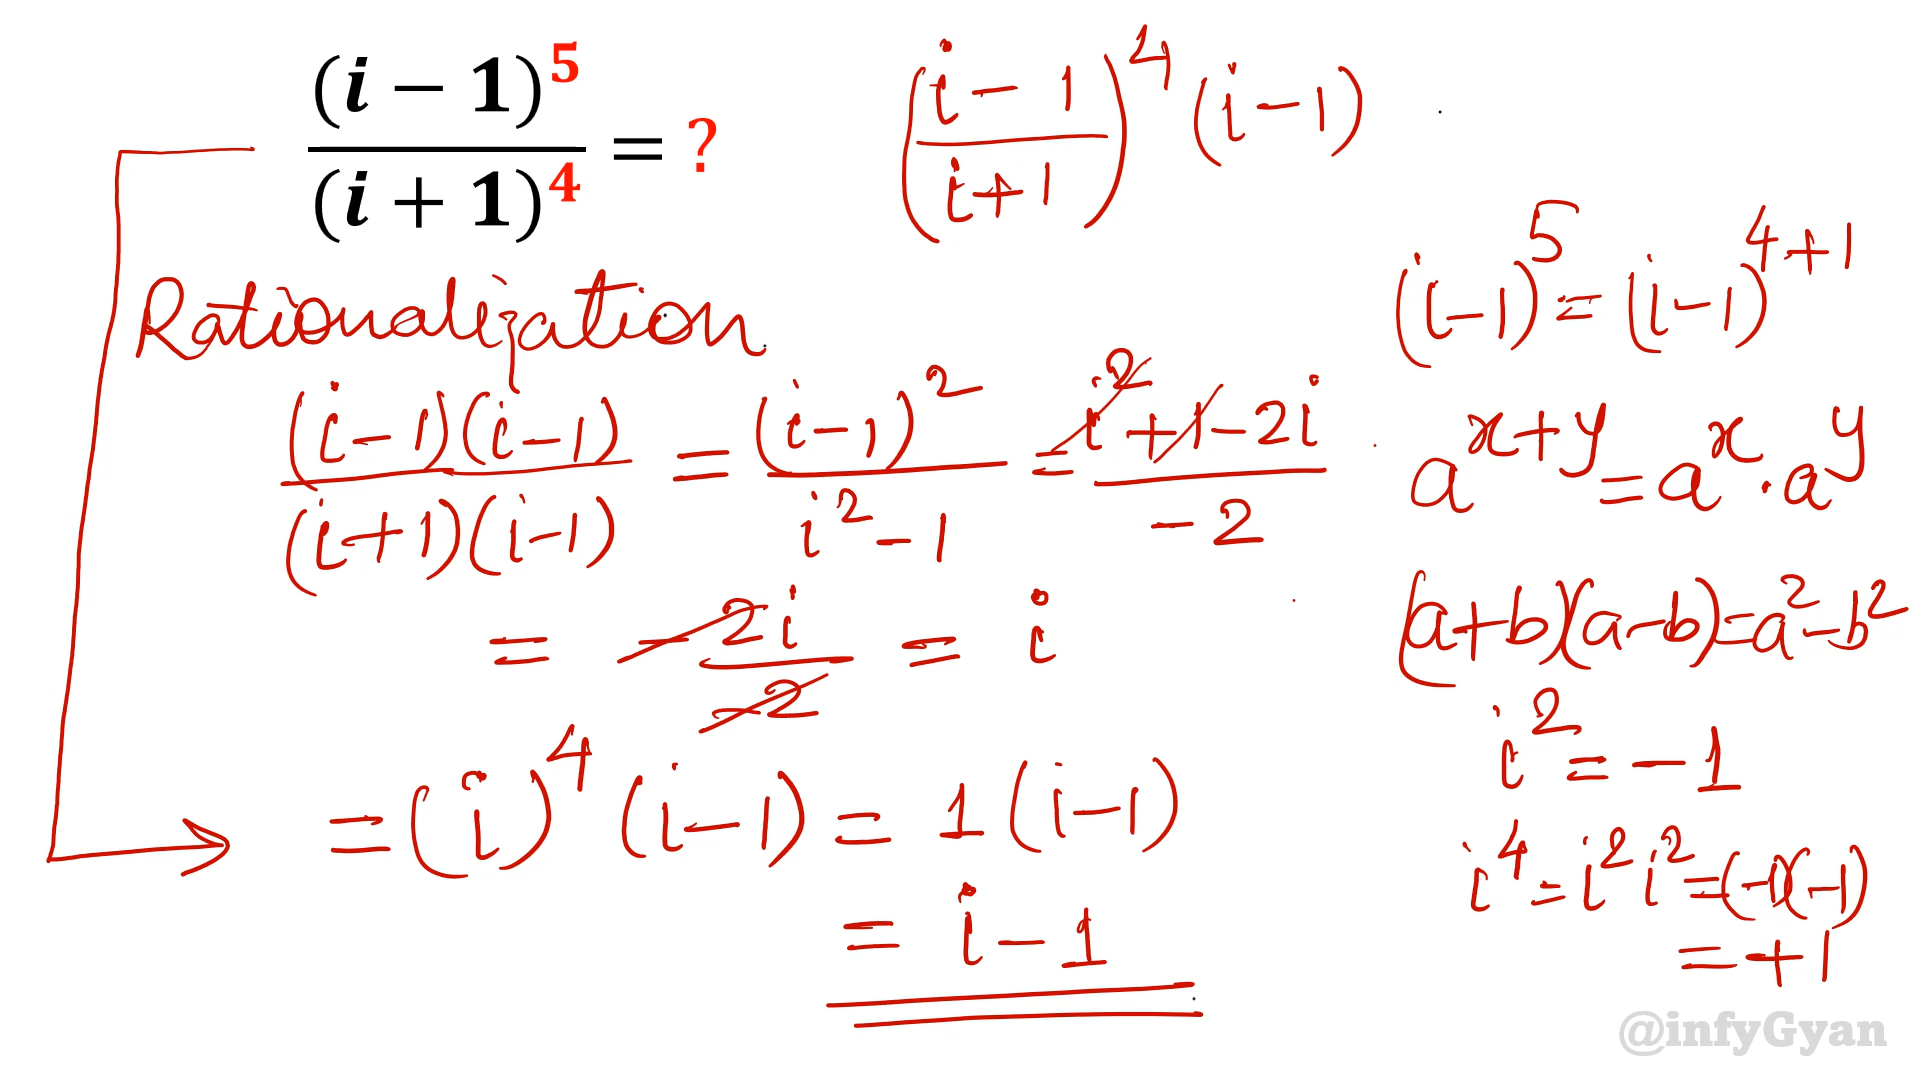 (i − 1)^5 / (i + 1)^4 = ?
((i − 1)/(i + 1))^4 (i − 1)
Rationalization
(i − 1)(i − 1) / (i + 1)(i − 1) = (i − 1)^2 / i^2 − 1 = i^2 + 1 − 2i / −2
= −2i / −2 = i
= (i)^4 (i − 1) = 1 (i − 1)
= i − 1
(i − 1)^5 = (i − 1)^4+1
a^x+y = a^x · a^y
(a + b)(a − b) = a^2 − b^2
i^2 = −1
i^4 = i^2 i^2 = (−1)(−1)
= +1
@infyGyan